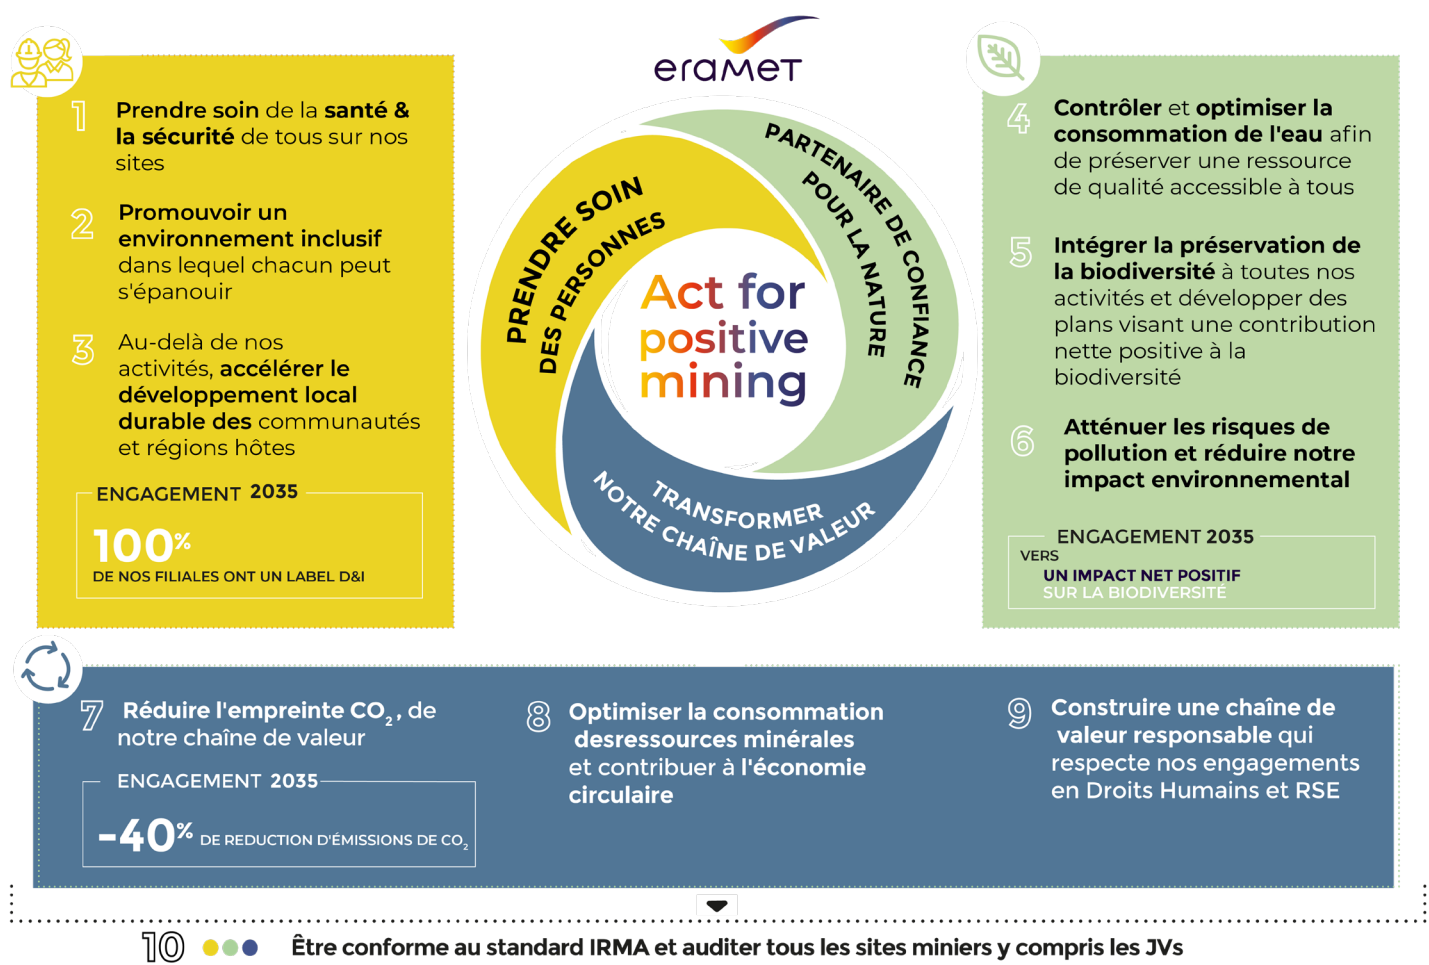 eramet
1
Prendre soin de la santé &
la sécurité de tous sur nos
sites
2
Promouvoir un
environnement inclusif
dans lequel chacun peut
s'épanouir
3
Au-delà de nos
activités, accélérer le
développement local
durable des communautés
et régions hôtes
ENGAGEMENT 2035
100%
DE NOS FILIALES ONT UN LABEL D&I
PRENDRE SOIN
DES PERSONNES
PARTENAIRE DE CONFIANCE
POUR LA NATURE
Act for
positive
mining
TRANSFORMER
NOTRE CHAÎNE DE VALEUR
4
Contrôler et optimiser la
consommation de l'eau afin
de préserver une ressource
de qualité accessible à tous
5
Intégrer la préservation de
la biodiversité à toutes nos
activités et développer des
plans visant une contribution
nette positive à la
biodiversité
6
Atténuer les risques de
pollution et réduire notre
impact environnemental
ENGAGEMENT 2035
VERS
UN IMPACT NET POSITIF
SUR LA BIODIVERSITÉ
7
Réduire l'empreinte CO₂, de
notre chaîne de valeur
ENGAGEMENT 2035
-40% DE REDUCTION D'ÉMISSIONS DE CO₂
8
Optimiser la consommation
desressources minérales
et contribuer à l'économie
circulaire
9
Construire une chaîne de
valeur responsable qui
respecte nos engagements
en Droits Humains et RSE
10
Être conforme au standard IRMA et auditer tous les sites miniers y compris les JVs